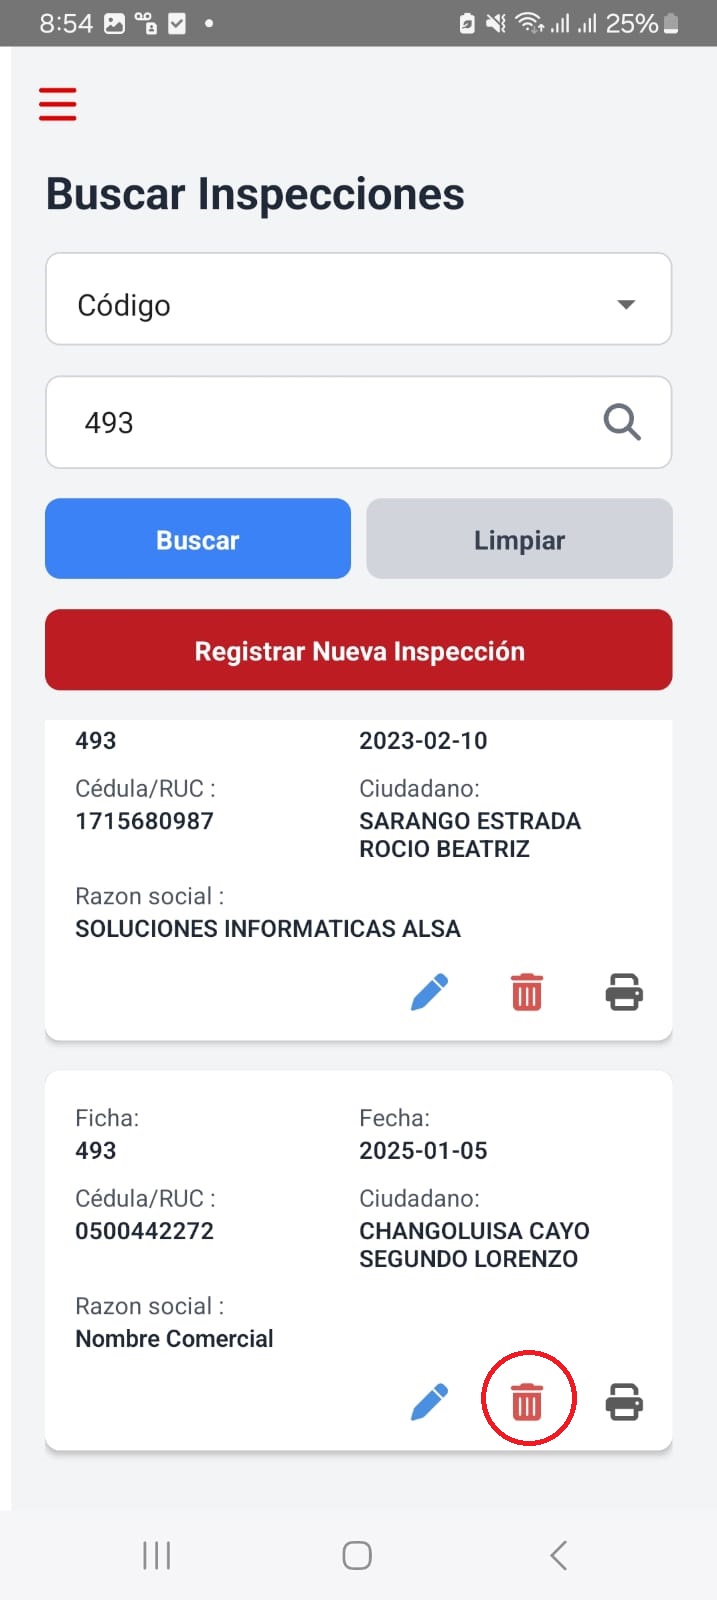 8:54
25%
Buscar Inspecciones
Código
493
Buscar Limpiar
Registrar Nueva Inspección
493 2023-02-10
Cédula/RUC : Ciudadano:
1715680987 SARANGO ESTRADA
ROCIO BEATRIZ
Razon social :
SOLUCIONES INFORMATICAS ALSA
Ficha: Fecha:
493 2025-01-05
Cédula/RUC : Ciudadano:
0500442272 CHANGOLUISA CAYO
SEGUNDO LORENZO
Razon social :
Nombre Comercial